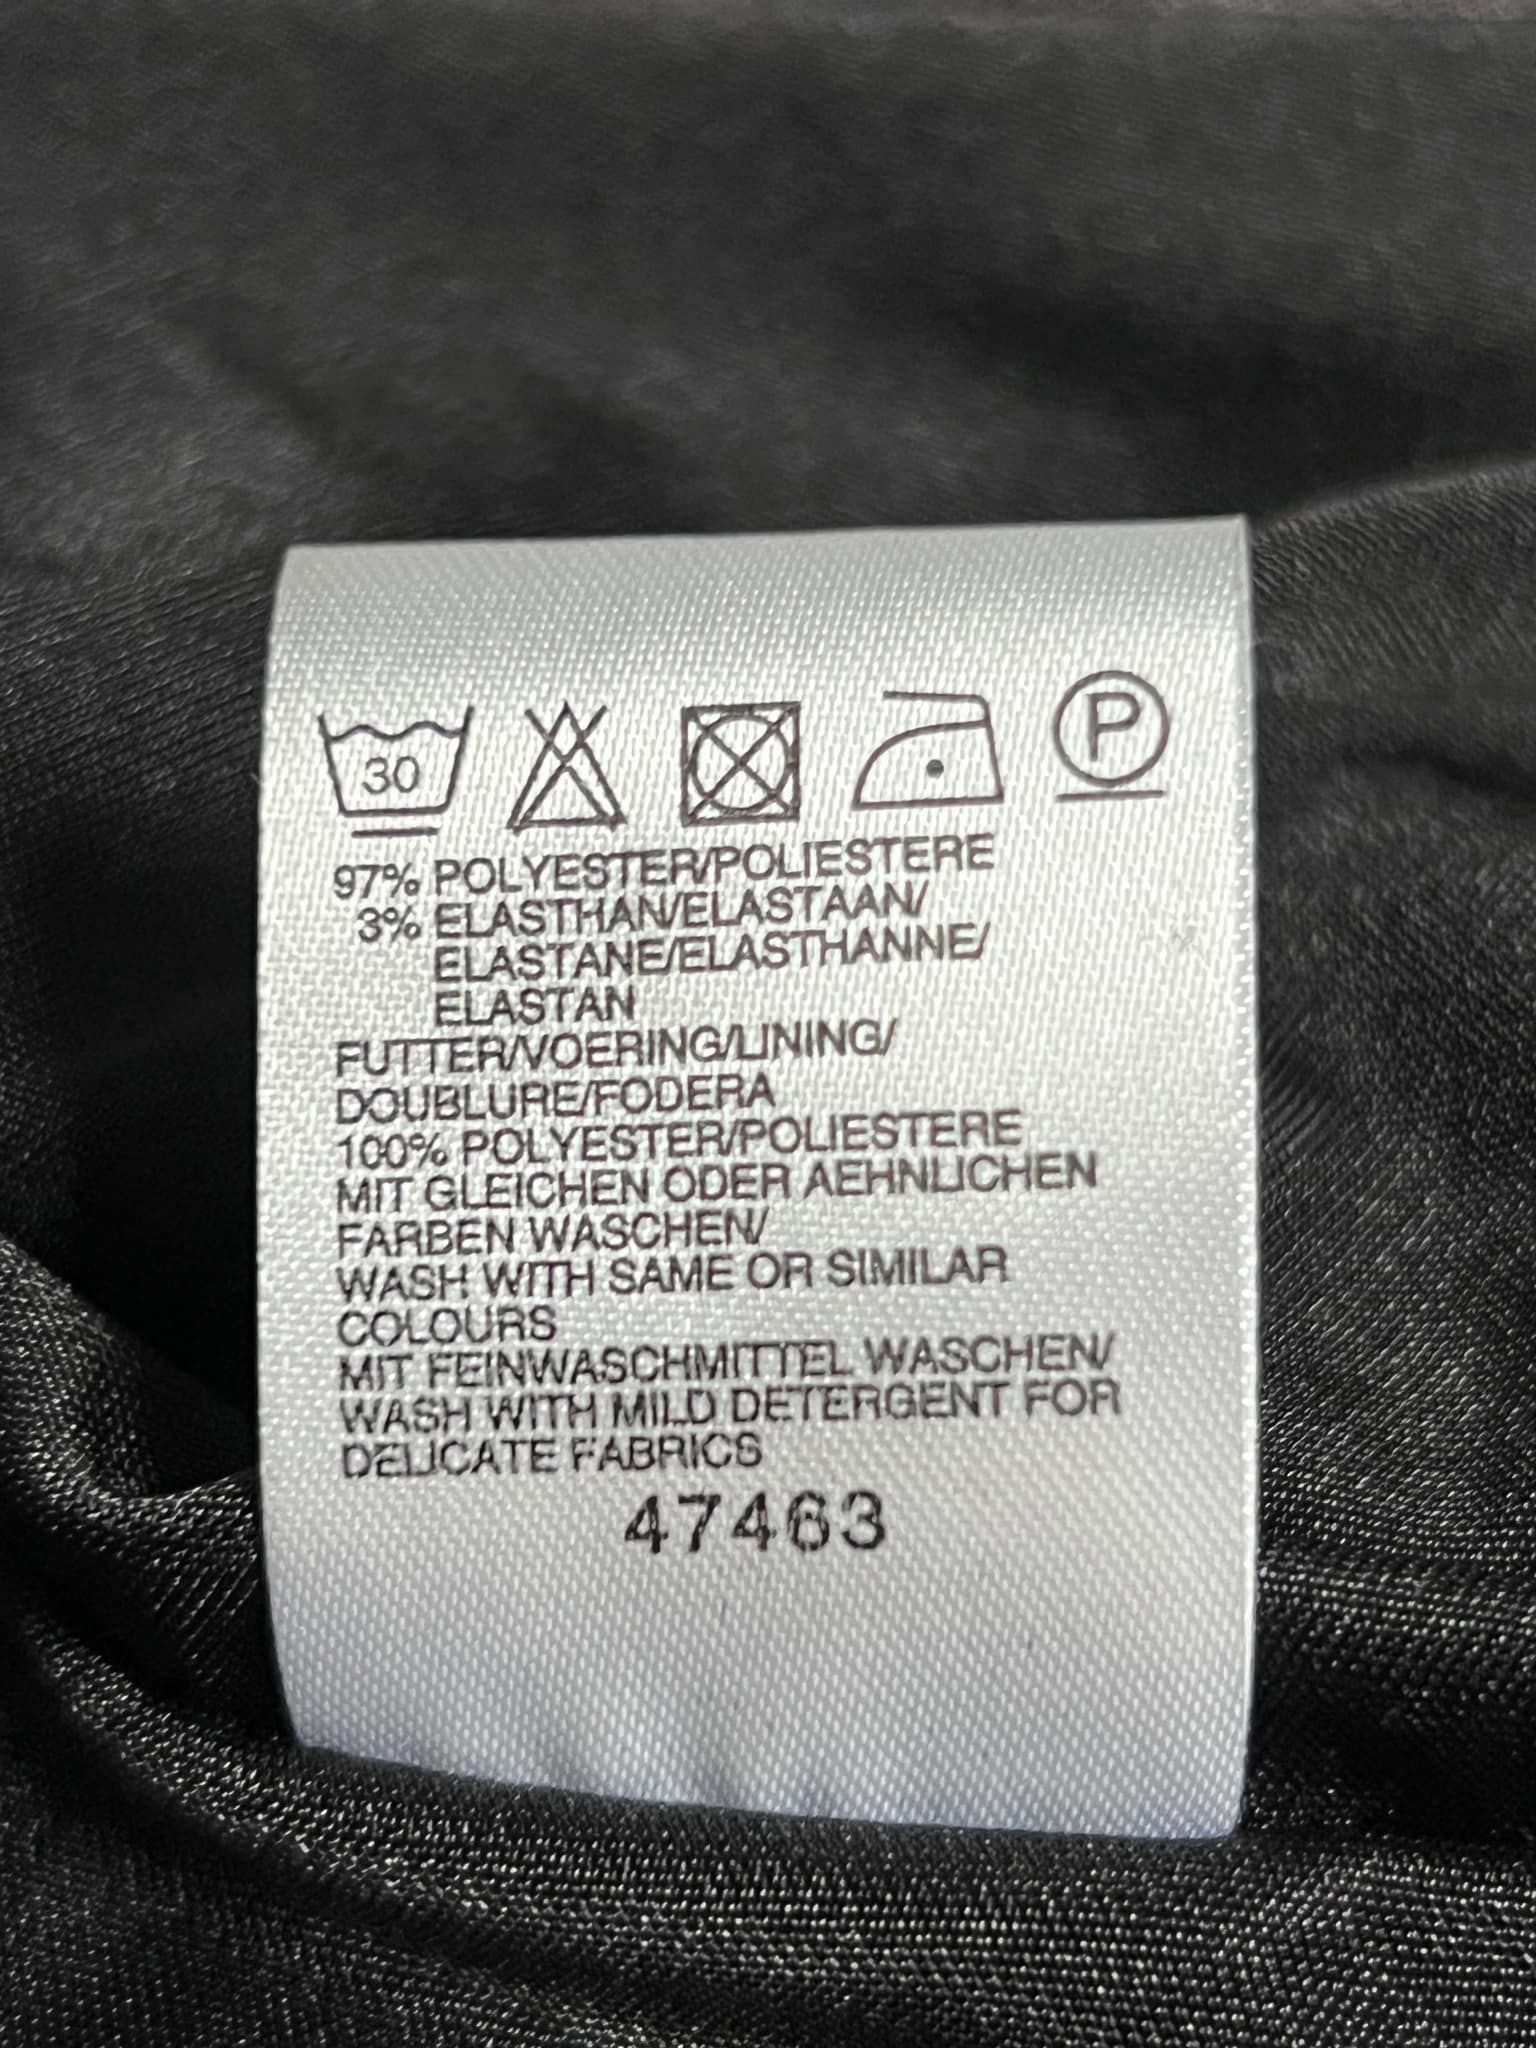 30
P
97% POLYESTER/POLIESTERE
3% ELASTHAN/ELASTAAN/
ELASTANE/ELASTHANNE/
ELASTAN
FUTTER/VOERING/LINING/
DOUBLURE/FODERA
100% POLYESTER/POLIESTERE
MIT GLEICHEN ODER AEHNLICHEN
FARBEN WASCHEN/
WASH WITH SAME OR SIMILAR
COLOURS
MIT FEINWASCHMITTEL WASCHEN/
WASH WITH MILD DETERGENT FOR
DELICATE FABRICS
47463